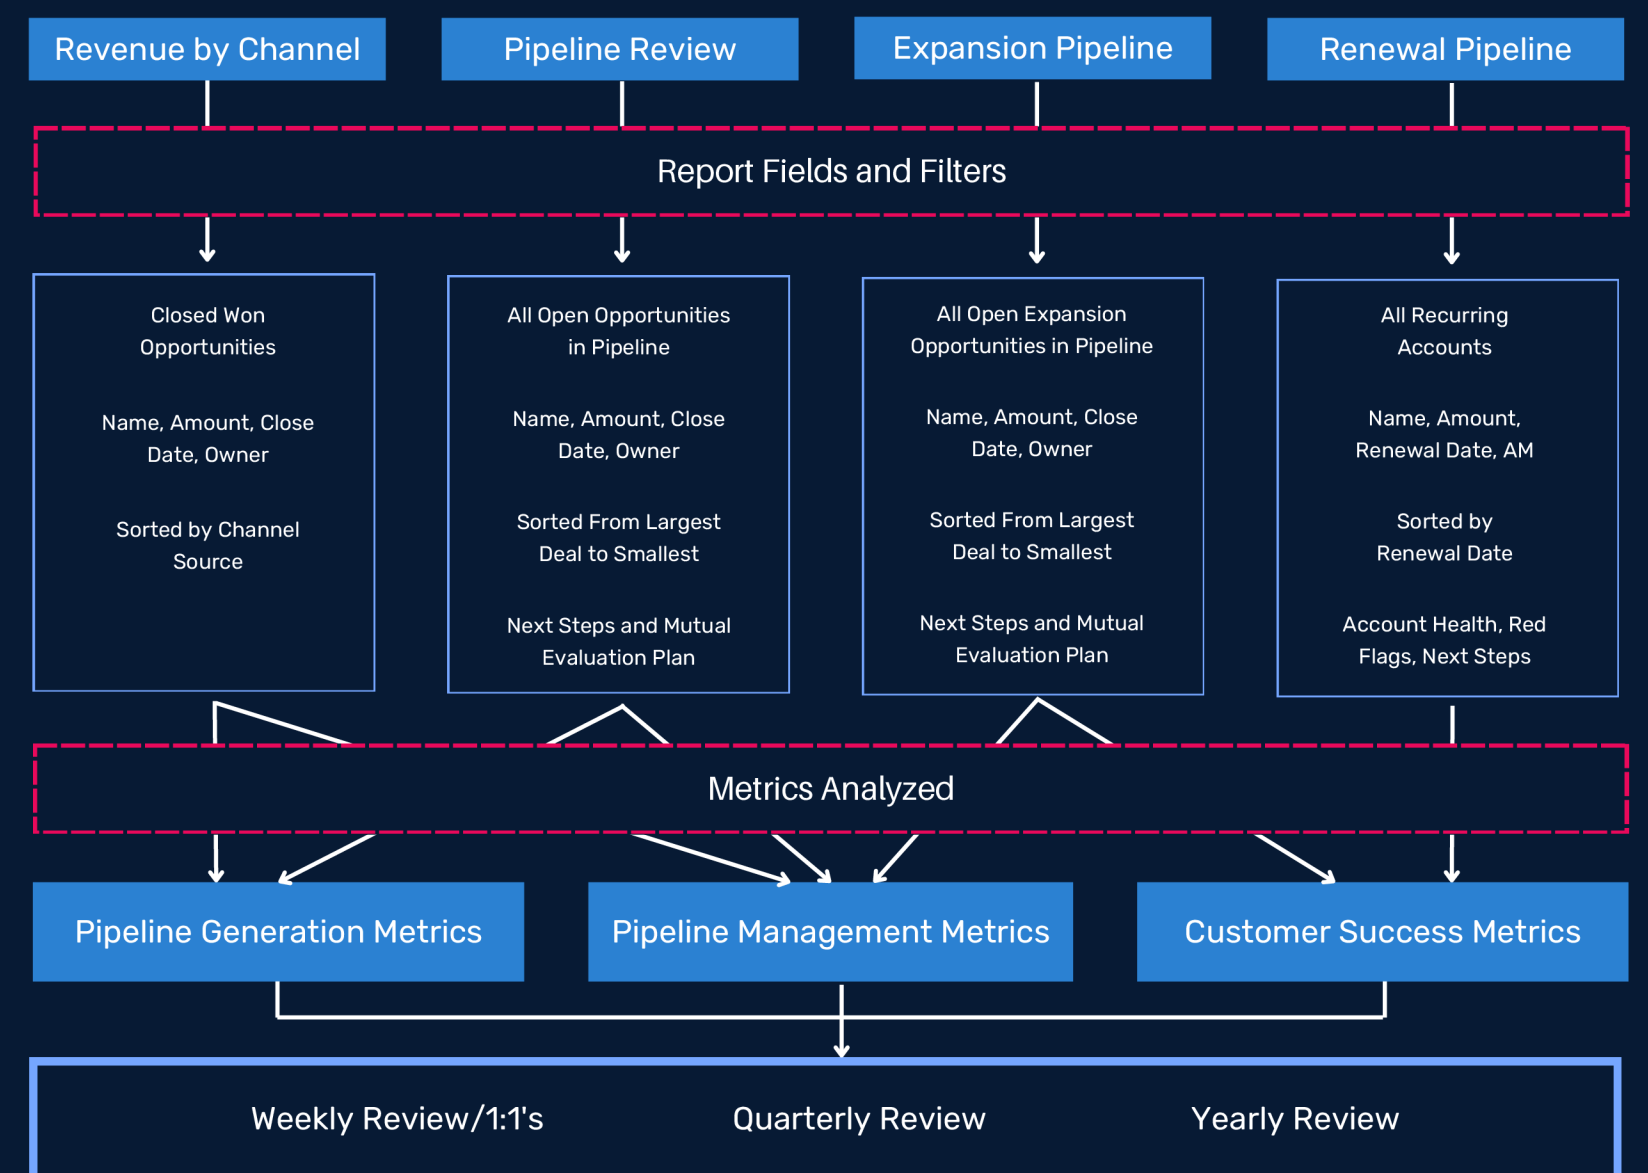 Revenue by Channel
Pipeline Review
Expansion Pipeline
Renewal Pipeline
Report Fields and Filters
Closed Won
Opportunities
Name, Amount, Close
Date, Owner
Sorted by Channel
Source
All Open Opportunities
in Pipeline
Name, Amount, Close
Date, Owner
Sorted From Largest
Deal to Smallest
Next Steps and Mutual
Evaluation Plan
All Open Expansion
Opportunities in Pipeline
Name, Amount, Close
Date, Owner
Sorted From Largest
Deal to Smallest
Next Steps and Mutual
Evaluation Plan
All Recurring
Accounts
Name, Amount,
Renewal Date, AM
Sorted by
Renewal Date
Account Health, Red
Flags, Next Steps
Metrics Analyzed
Pipeline Generation Metrics
Pipeline Management Metrics
Customer Success Metrics
Weekly Review/1:1's
Quarterly Review
Yearly Review